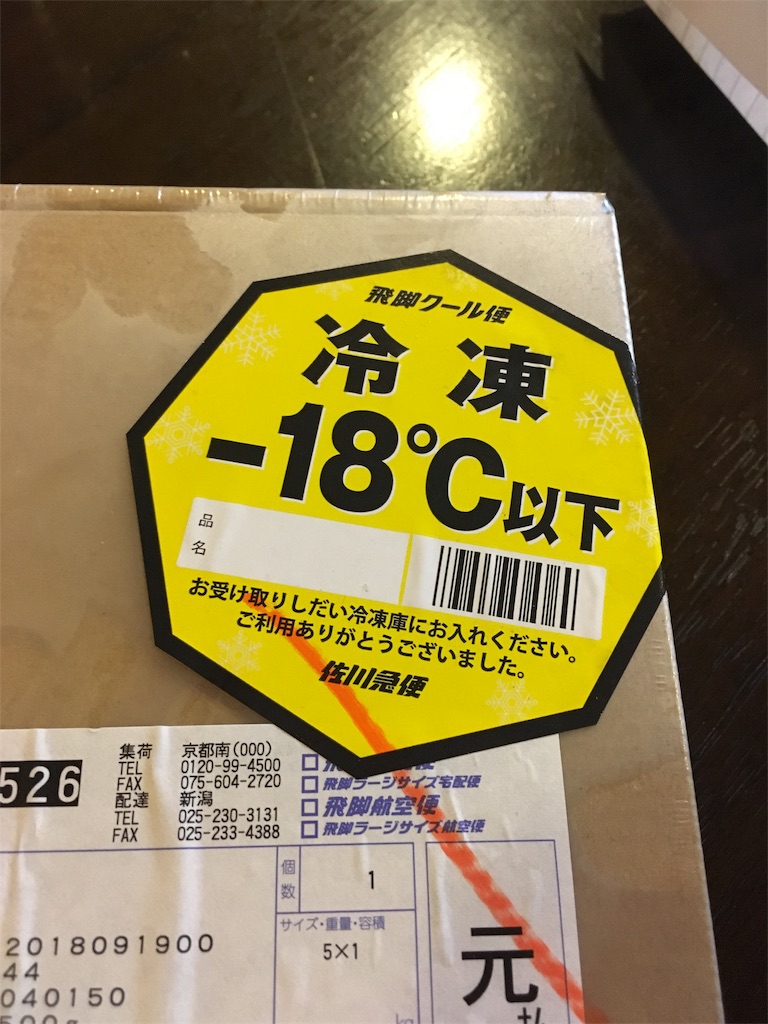 飛脚クール便
冷凍
-18℃以下
品名
お受け取りしだい冷凍庫にお入れください。
ご利用ありがとうございました。
佐川急便
526
集荷 京都南(000)
TEL 0120-99-4500
FAX 075-604-2720
配達 新潟
TEL 025-230-3131
FAX 025-233-4388
飛脚ラージサイズ宅配便
飛脚航空便
飛脚ラージサイズ航空便
個数 1
サイズ・重量・容積
5×1
kg
2018091900
44
040150
500g
元
払